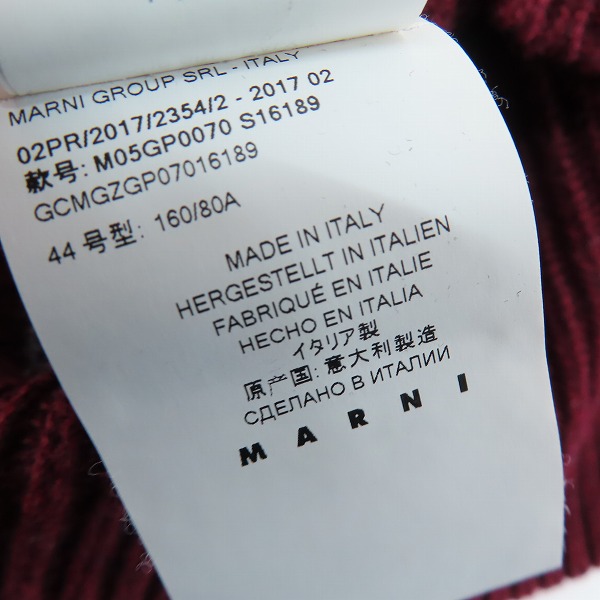 MARNI GROUP SRL - ITALY
02PR/2017/2354/2 - 2017 02
款号: M05GP0070 S16189
GCMGZGP07016189
44 号型: 160/80A
MADE IN ITALY
HERGESTELLT IN ITALIEN
FABRIQUÉ EN ITALIE
HECHO EN ITALIA
イタリア製
原产国: 意大利製造
СДЕЛАНО В ИТАЛИИ
MARNI